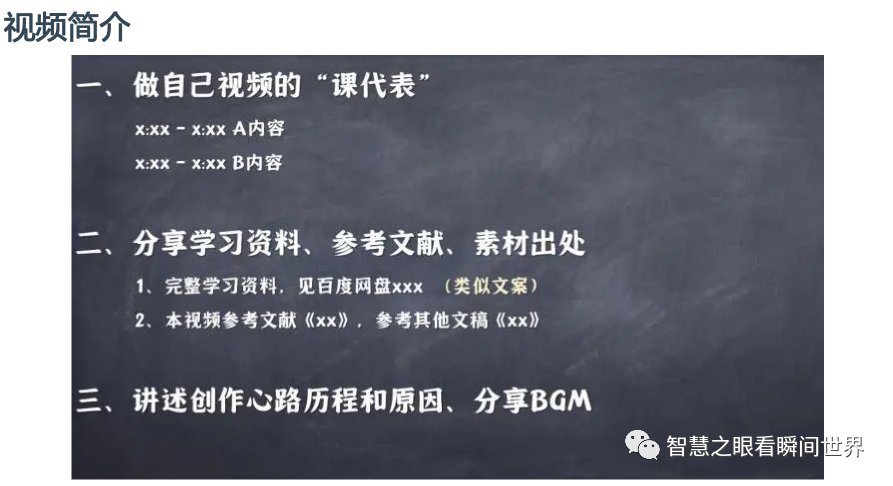 视频简介
一、做自己视频的“课代表”
x:xx - x:xx A内容
x:xx - x:xx B内容
二、分享学习资料、参考文献、素材出处
1、完整学习资料，见百度网盘xxx （类似文案）
2、本视频参考文献《xx》，参考其他文稿《xx》
三、讲述创作心路历程和原因、分享BGM
智慧之眼看瞬间世界